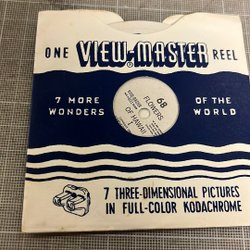 ONE VIEW-MASTER REEL
7 MORE WONDERS
OF THE WORLD
68
FLOWERS
OF HAWAII
7 THREE-DIMENSIONAL PICTURES
IN FULL-COLOR KODACHROME